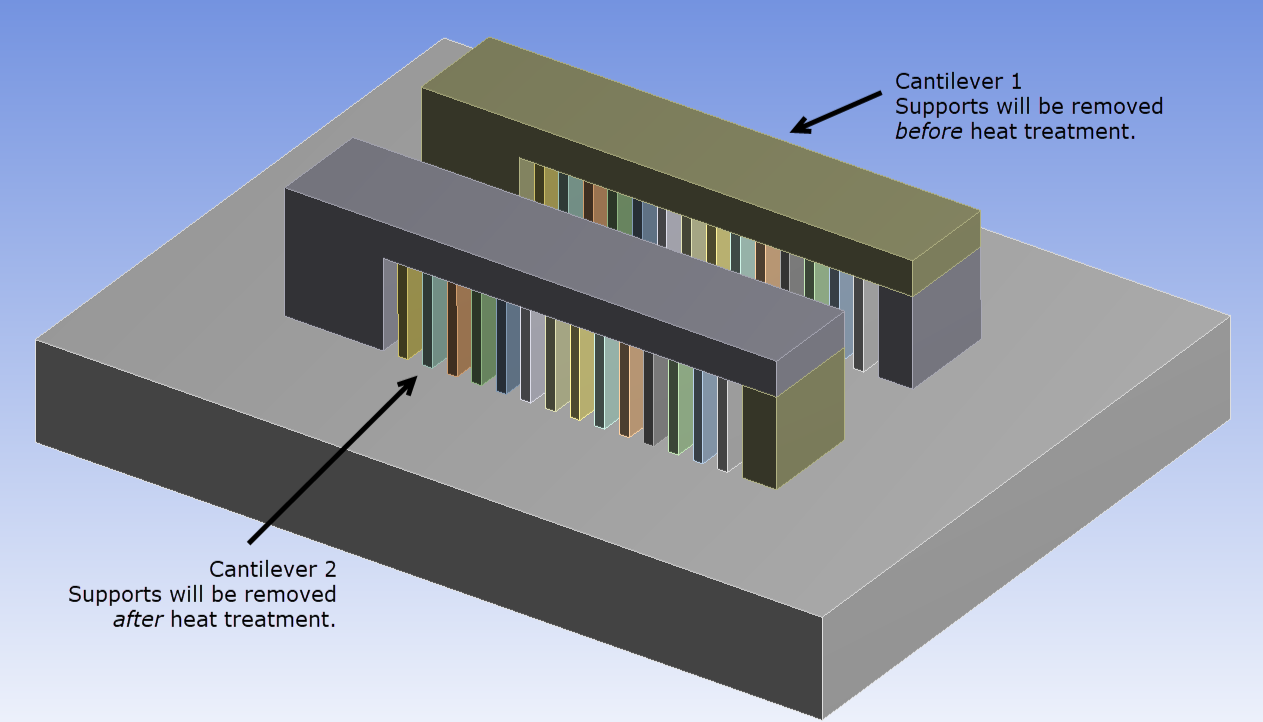 Cantilever 1
Supports will be removed
before heat treatment.
Cantilever 2
Supports will be removed
after heat treatment.